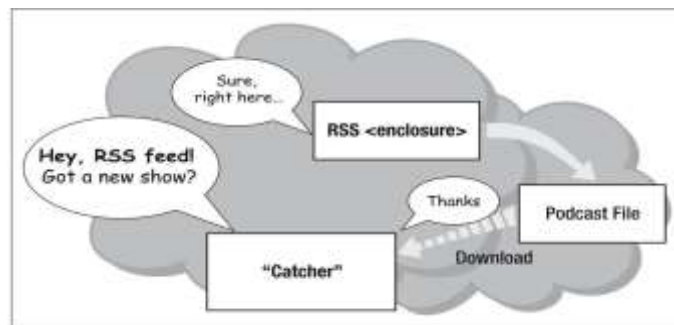 Sure,
right here...
RSS <enclosure>
Hey, RSS feed!
Got a new show?
Thanks
Podcast File
Download
“Catcher”